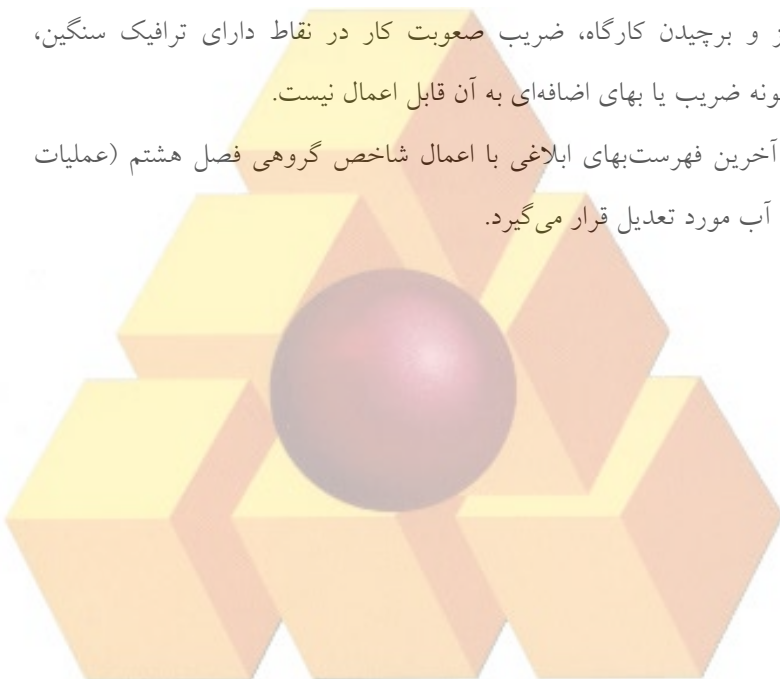 و برچیدن کارگاه، ضریب صعوبت کار در نقاط دارای ترافیک سنگین،
ضریب یا بهای اضافه‌ای به آن قابل اعمال نیست.
آخرین فهرست‌بهای ابلاغی با اعمال شاخص گروهی فصل هشتم (عملیات
آب مورد تعدیل قرار می‌گیرد.